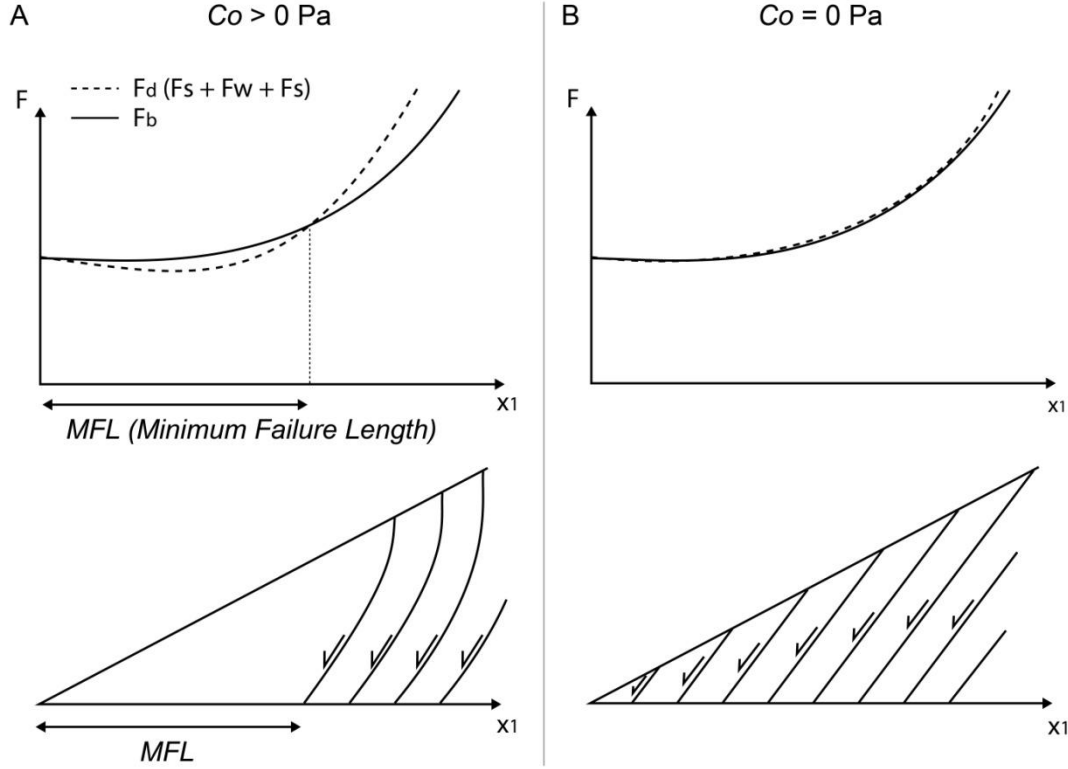 A
Co > 0 Pa
F
Fd (Fs + Fw + Fs)
Fb
x1
MFL (Minimum Failure Length)
x1
MFL
B
Co = 0 Pa
x1
x1